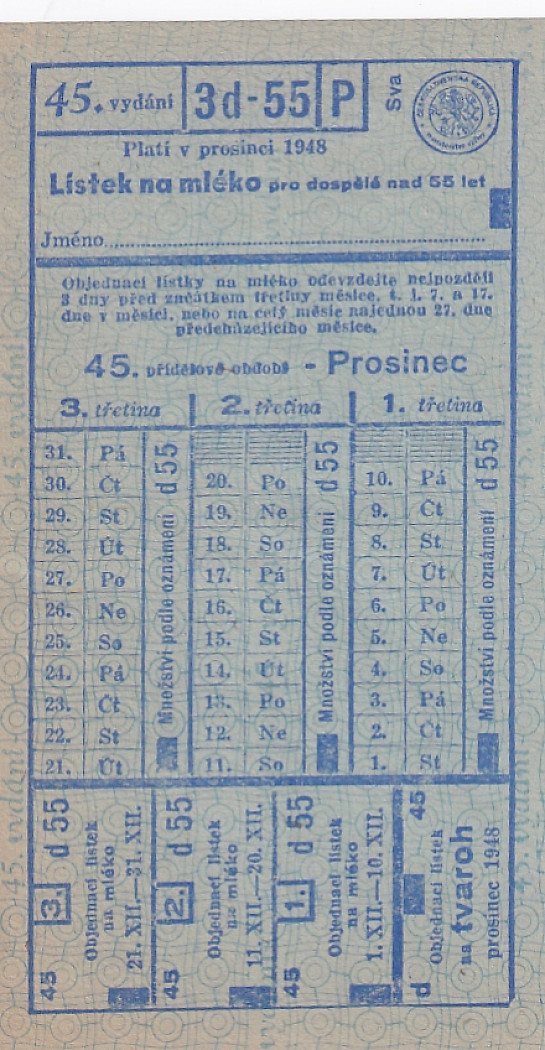 45. vydání 3d-55 P Sva
ČESKOSLOVENSKÁ REPUBLIKA
Platí v prosinci 1948
Lístek na mléko pro dospělé nad 55 let
Jméno
Objednací lístky na mléko odevzdejte nejpozději
3 dny před začátkem třetiny měsíce, t. j. 7. a 17.
dne v měsíci, nebo na celý měsíc najednou 27. dne
předcházejícího měsíce.
45. přídělové období - Prosinec
3. třetina 2. třetina 1. třetina
31. Pá
30. Čt 20. Po 10. Pá
29. St 19. Ne 9. Čt
28. Út 18. So 8. St
27. Po 17. Pá 7. Út
26. Ne 16. Čt 6. Po
25. So 15. St 5. Ne
24. Pá 14. Út 4. So
23. Čt 13. Po 3. Pá
22. St 12. Ne 2. Čt
21. Út 11. So 1. St
Množství podle oznámení d 55
Množství podle oznámení d 55
Množství podle oznámení d 55
45 3. d 55
Objednací lístek
na mléko
21. XII.—31. XII.
45 2. d 55
Objednací lístek
na mléko
11. XII.—20. XII.
45 1. d 55
Objednací lístek
na mléko
1. XII.—10. XII.
d 45
Objednací lístek
na tvaroh
prosinec 1948
45. vydání
45. vydání